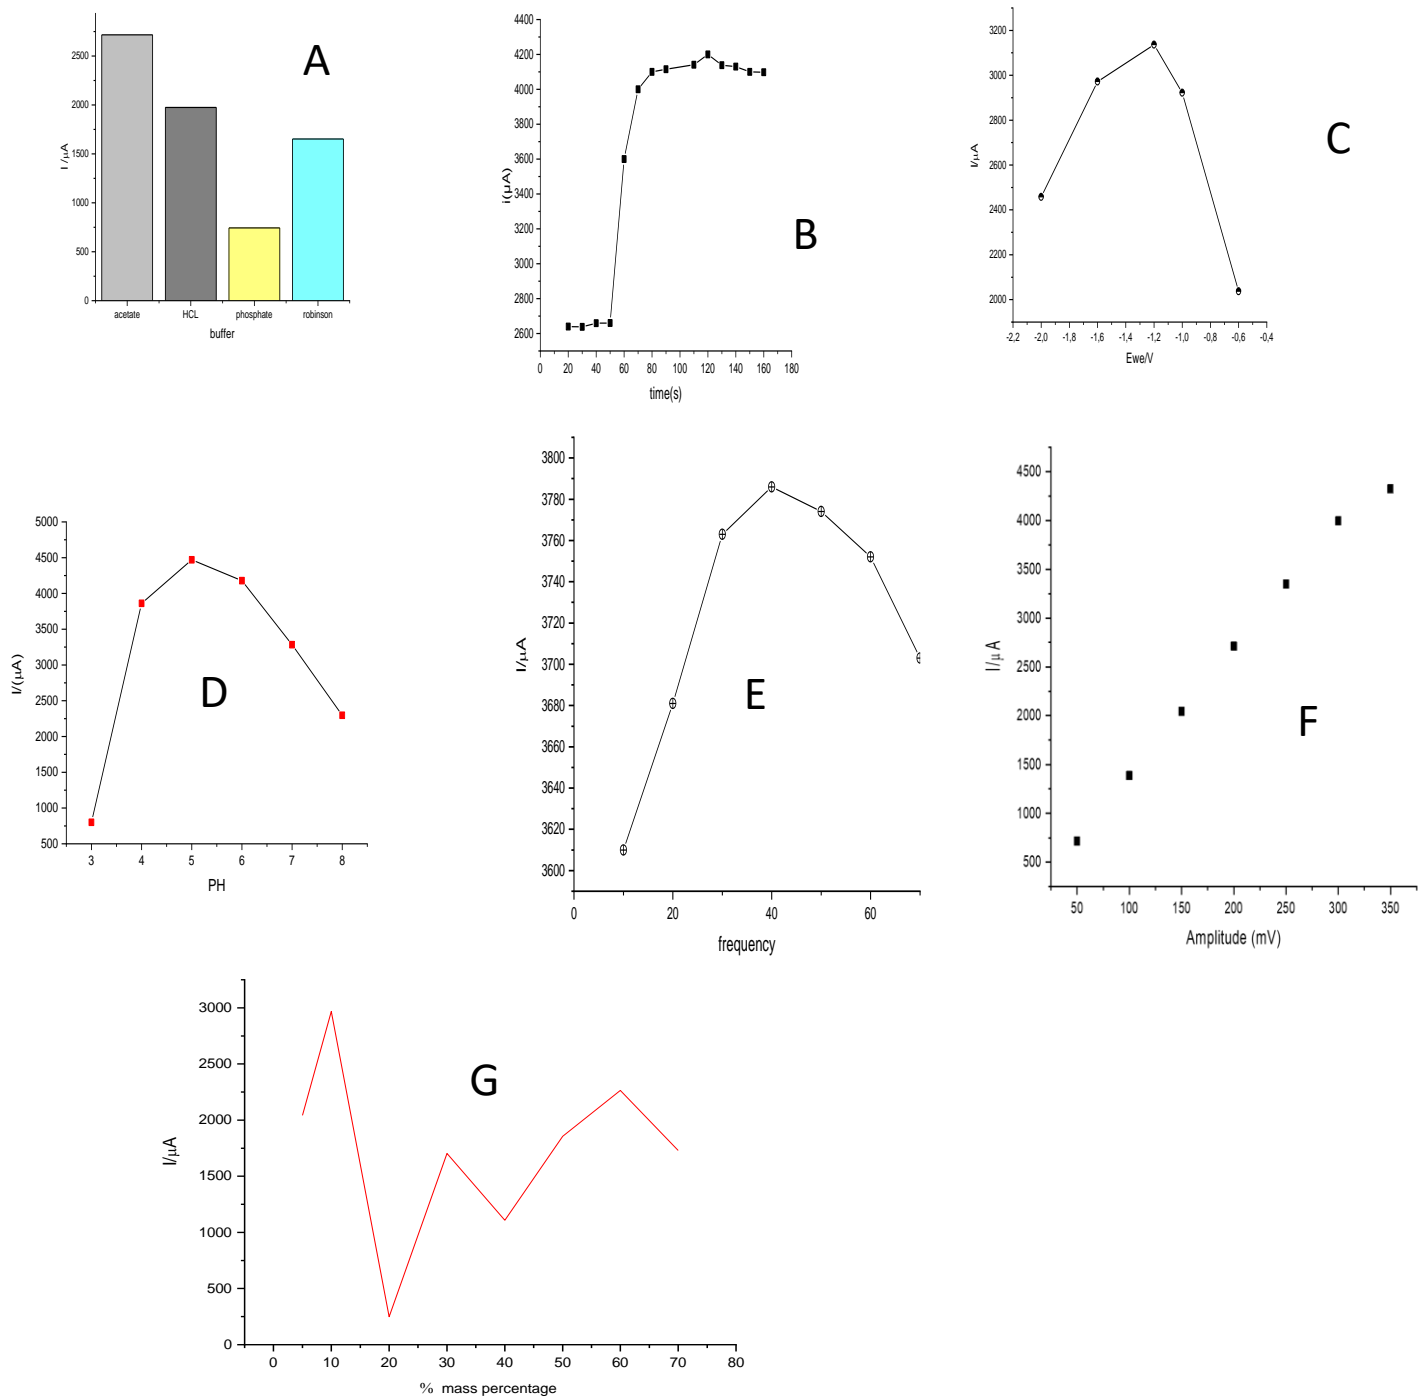 A
I /µA
2500
2000
1500
1000
500
0
acetate HCL phosphate robinson
buffer
B
i(µA)
4400
4200
4000
3800
3600
3400
3200
3000
2800
2600
0 20 40 60 80 100 120 140 160 180
time(s)
C
I/µA
3200
3000
2800
2600
2400
2200
2000
-2,2 -2,0 -1,8 -1,6 -1,4 -1,2 -1,0 -0,8 -0,6 -0,4
Ewe/V
D
I/(µA)
5000
4500
4000
3500
3000
2500
2000
1500
1000
500
3 4 5 6 7 8
PH
E
I/µA
3800
3780
3760
3740
3720
3700
3680
3660
3640
3620
3600
0 20 40 60
frequency
F
I/µA
4500
4000
3500
3000
2500
2000
1500
1000
500
50 100 150 200 250 300 350
Amplitude (mV)
G
I/µA
3000
2500
2000
1500
1000
500
0
0 10 20 30 40 50 60 70 80
% mass percentage